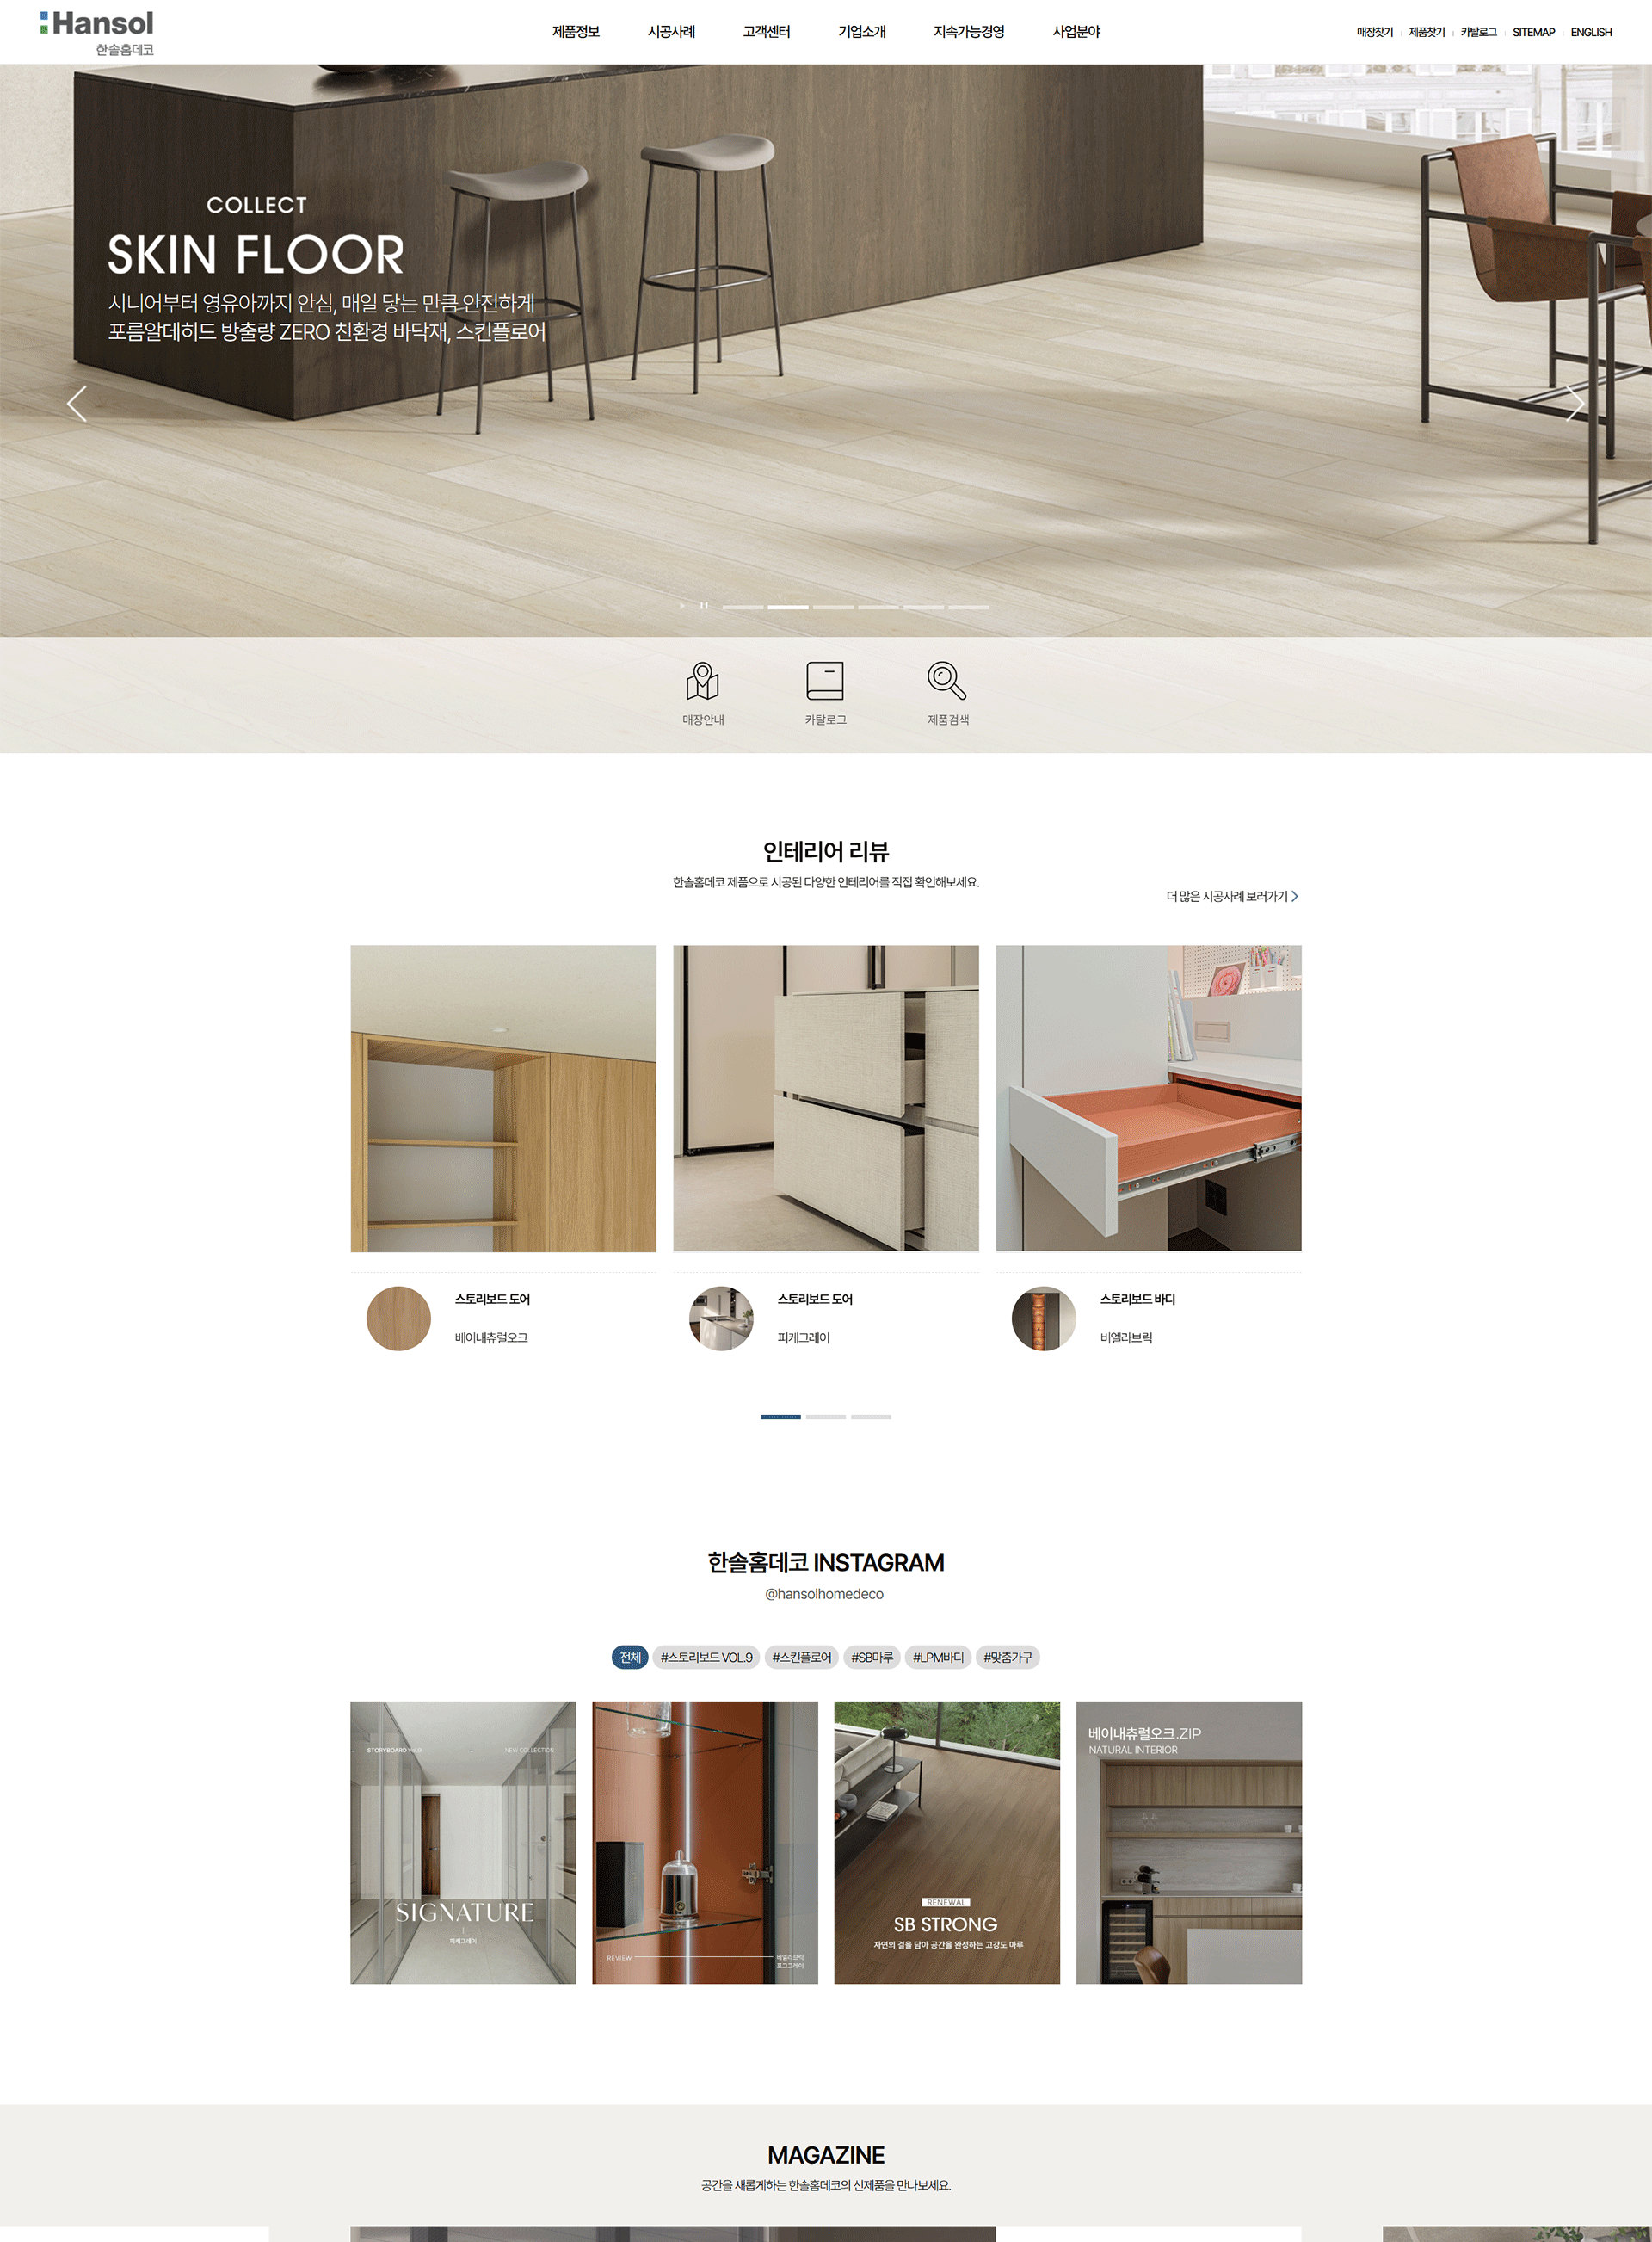 Hansol
한솔홈데코
제품정보 시공사례 고객센터 기업소개 지속가능경영 사업분야
매장찾기 제품찾기 카탈로그 SITEMAP ENGLISH
COLLECT
SKIN FLOOR
시니어부터 영유아까지 안심, 매일 닿는 만큼 안전하게
포름알데히드 방출량 ZERO 친환경 바닥재, 스킨플로어
매장안내 카탈로그 제품검색
인테리어 리뷰
한솔홈데코 제품으로 시공된 다양한 인테리어를 직접 확인해보세요.
더 많은 시공사례 보러가기
스토리보드 도어
베이내츄럴오크
스토리보드 도어
피케그레이
스토리보드 바디
비엘라브릭
한솔홈데코 INSTAGRAM
@hansolhomedeco
전체 #스토리보드 VOL.9 #스킨플로어 #SB마루 #LPM바디 #맞춤가구
STORYBOARD Vol.9 NEW COLLECTION
SIGNATURE
피케그레이
REVIEW
비엘라브릭
포그그레이
RENEWAL
SB STRONG
자연의 결을 담아 공간을 완성하는 고강도 마루
베이내츄럴오크.ZIP
NATURAL INTERIOR
MAGAZINE
공간을 새롭게하는 한솔홈데코의 신제품을 만나보세요.